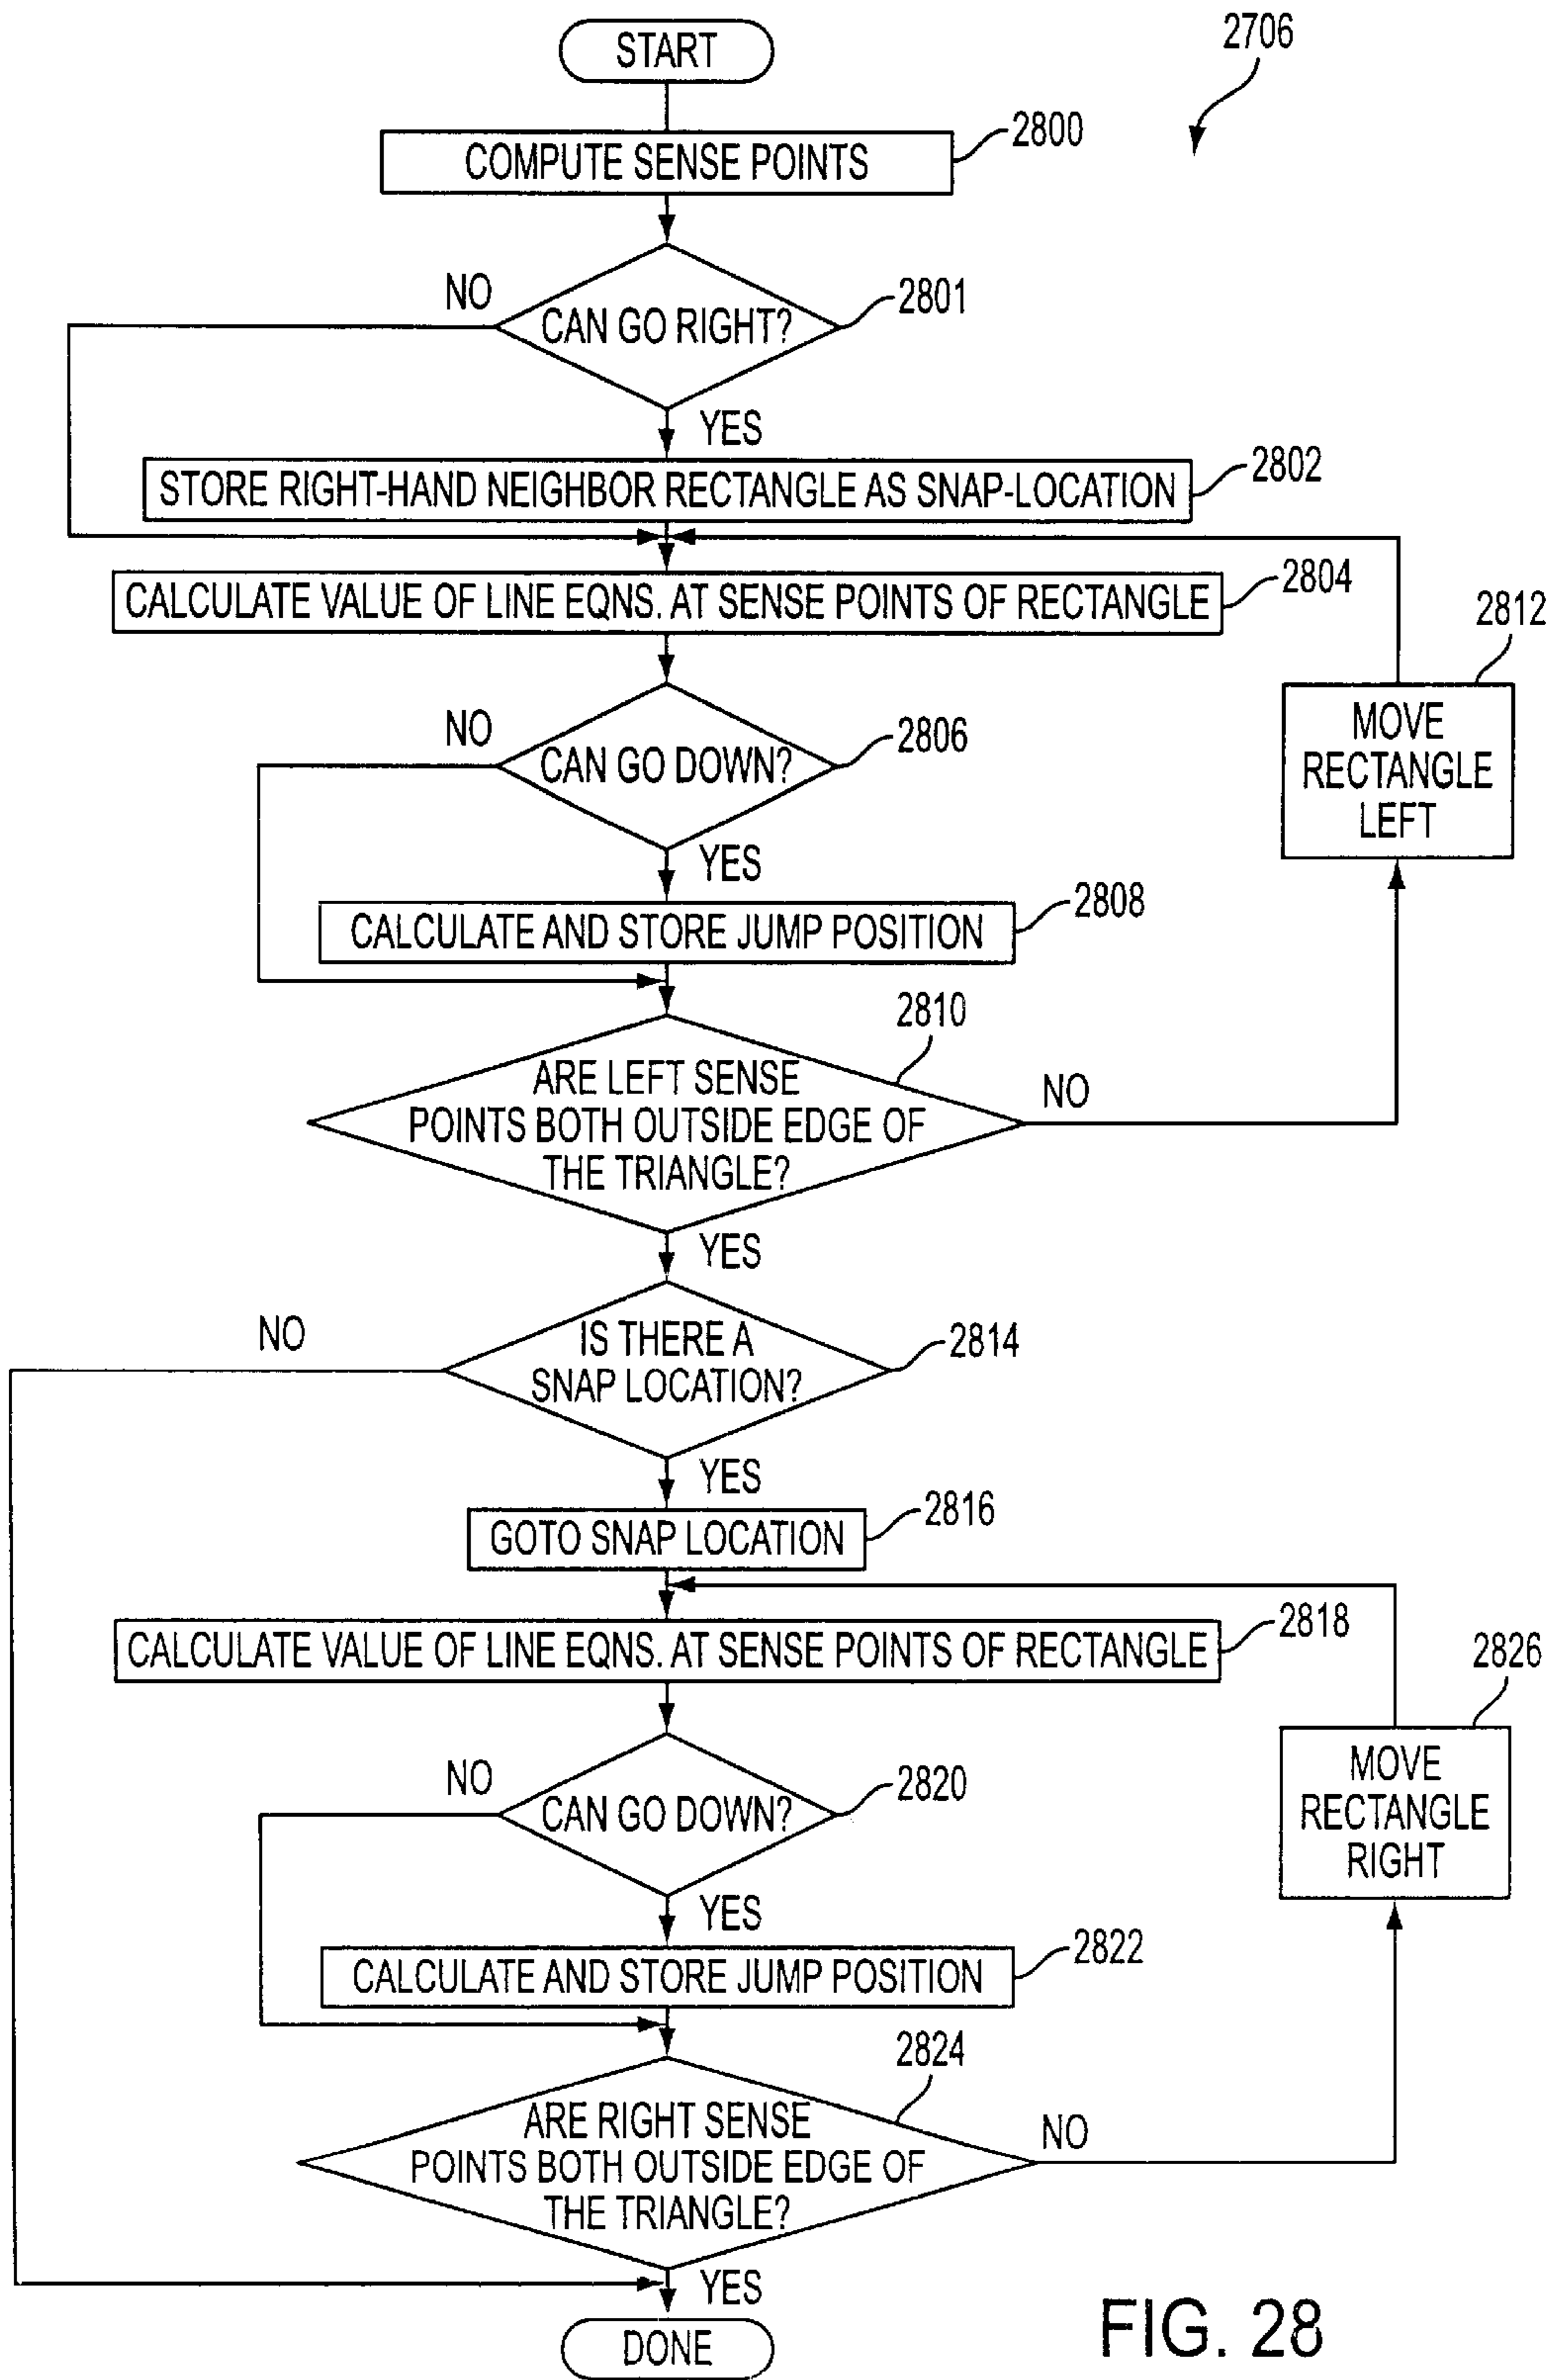 START
2706
COMPUTE SENSE POINTS
2800
NO
CAN GO RIGHT?
2801
YES
STORE RIGHT-HAND NEIGHBOR RECTANGLE AS SNAP-LOCATION
2802
CALCULATE VALUE OF LINE EQNS. AT SENSE POINTS OF RECTANGLE
2804
2812
MOVE
RECTANGLE
LEFT
NO
CAN GO DOWN?
2806
YES
CALCULATE AND STORE JUMP POSITION
2808
2810
ARE LEFT SENSE
POINTS BOTH OUTSIDE EDGE OF
THE TRIANGLE?
NO
YES
NO
IS THERE A
SNAP LOCATION?
2814
YES
GOTO SNAP LOCATION
2816
CALCULATE VALUE OF LINE EQNS. AT SENSE POINTS OF RECTANGLE
2818
2826
MOVE
RECTANGLE
RIGHT
NO
CAN GO DOWN?
2820
YES
CALCULATE AND STORE JUMP POSITION
2822
2824
ARE RIGHT SENSE
POINTS BOTH OUTSIDE EDGE OF
THE TRIANGLE?
NO
YES
DONE
FIG. 28